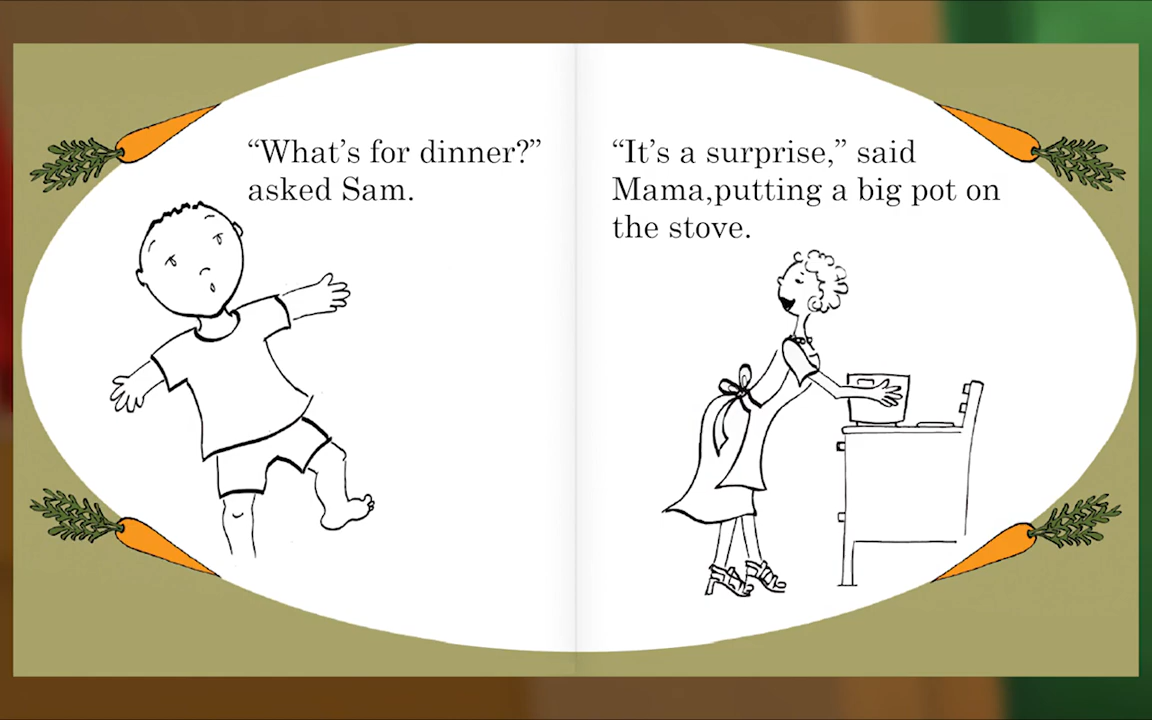 “What’s for dinner?”
asked Sam.
“It’s a surprise,” said
Mama,putting a big pot on
the stove.